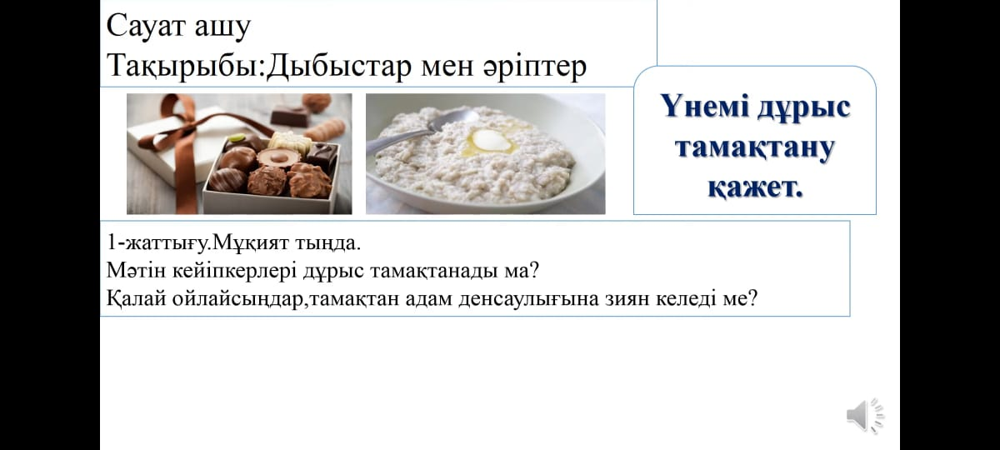 Сауат ашу
Тақырыбы:Дыбыстар мен әріптер
Үнемі дұрыс
тамақтану
қажет.
1-жаттығу.Мұқият тыңда.
Мәтін кейіпкерлері дұрыс тамақтанады ма?
Қалай ойлайсыңдар,тамақтан адам денсаулығына зиян келеді ме?